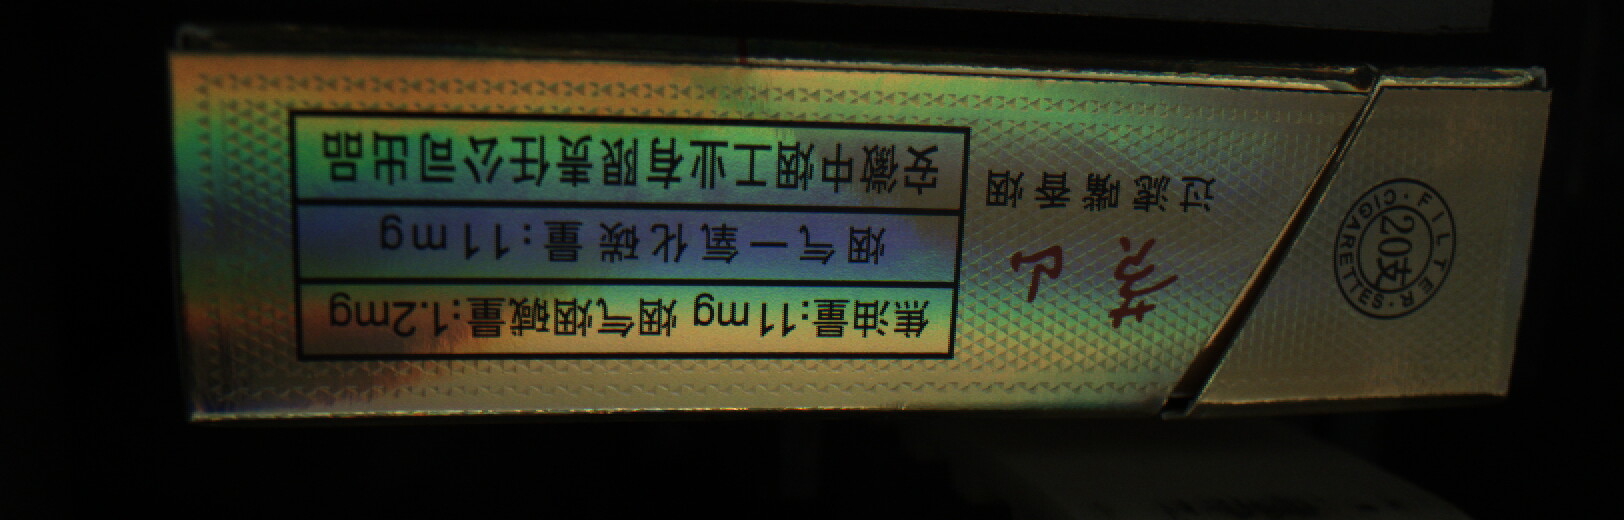 FILTER·CIGARETTES·
20支
黄山
过滤嘴香烟
焦油量:11mg 烟气烟碱量:1.2mg
烟气一氧化碳量:11mg
安徽中烟工业有限责任公司出品